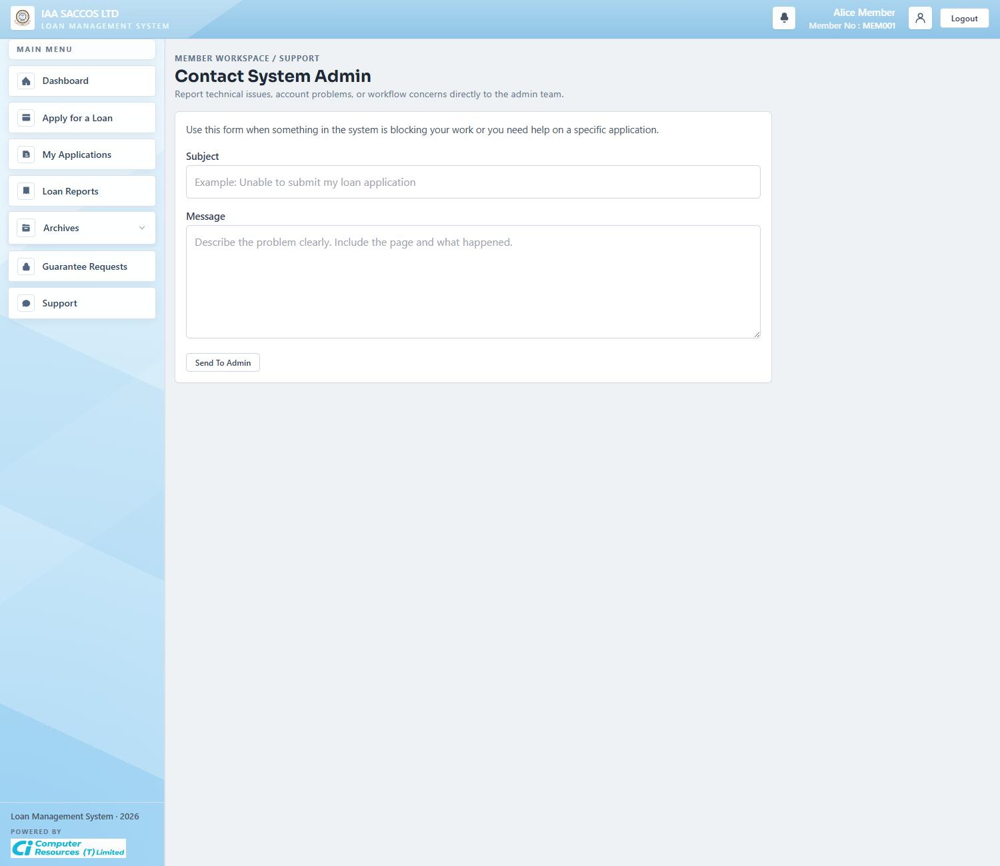 IAA SACCOS LTD
LOAN MANAGEMENT SYSTEM
Alice Member
Member No : MEM001
Logout
MAIN MENU
Dashboard
Apply for a Loan
My Applications
Loan Reports
Archives
Guarantee Requests
Support
MEMBER WORKSPACE / SUPPORT
Contact System Admin
Report technical issues, account problems, or workflow concerns directly to the admin team.
Use this form when something in the system is blocking your work or you need help on a specific application.
Subject
Example: Unable to submit my loan application
Message
Describe the problem clearly. Include the page and what happened.
Send To Admin
Loan Management System · 2026
POWERED BY
Ci Computer
Resources (T) Limited